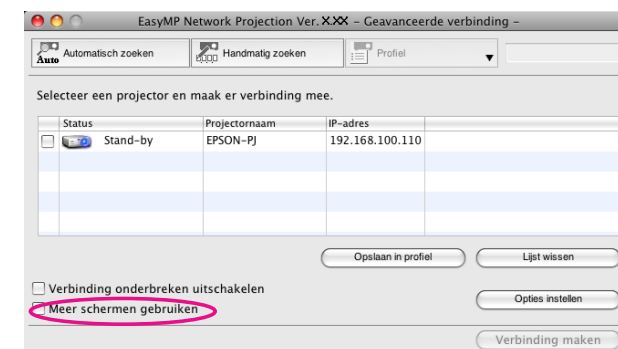 EasyMP Network Projection Ver.X.XX – Geavanceerde verbinding –
Auto Automatisch zoeken Handmatig zoeken Profiel
Selecteer een projector en maak er verbinding mee.
Status Projectornaam IP-adres
Stand-by EPSON-PJ 192.168.100.110
Opslaan in profiel Lijst wissen
Verbinding onderbreken uitschakelen
Meer schermen gebruiken Opties instellen
Verbinding maken